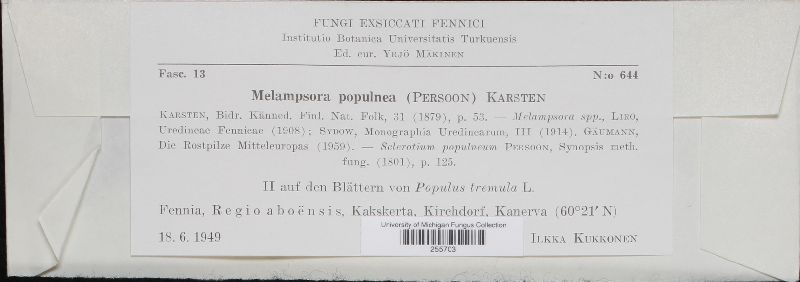 FUNGI EXSICCATI FENNICI
Institutio Botanica Universitatis Turkuensis
Ed. cur. YRJÖ MÄKINEN
Fasc. 13 N:o 644
Melampsora populnea (PERSOON) KARSTEN
KARSTEN, Bidr. Känned. Finl. Nat. Folk, 31 (1879), p. 53. — Melampsora spp., LIRO,
Uredineae Fennicae (1908); SYDOW, Monographia Uredinearum, III (1914). GÄUMANN,
Die Rostpilze Mitteleuropas (1959). — Sclerotium populneum PERSOON, Synopsis meth.
fung. (1801), p. 125.
II auf den Blättern von Populus tremula L.
Fennia, Regio aboënsis, Kakskerta, Kirchdorf, Kanerva (60°21′ N)
18. 6. 1949 ILKKA KUKKONEN
University of Michigan Fungus Collection
255703